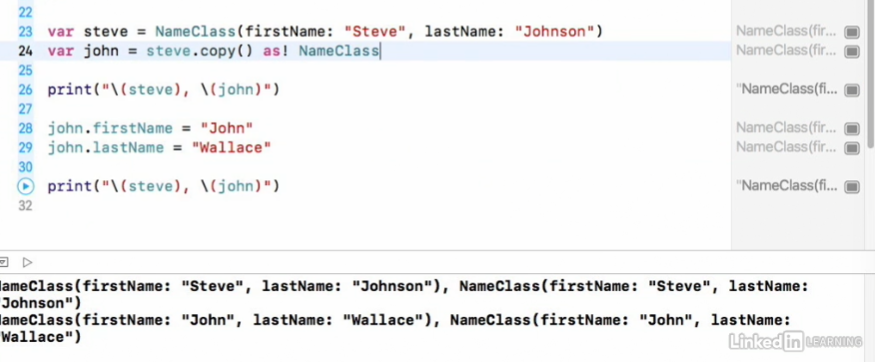 22
23 var steve = NameClass(firstName: "Steve", lastName: "Johnson") NameClass(fir...
24 var john = steve.copy() as! NameClass NameClass(fir...
25
26 print("\(steve), \(john)") "NameClass(fi...
27
28 john.firstName = "John" NameClass(fir...
29 john.lastName = "Wallace" NameClass(fir...
30
print("\(steve), \(john)") "NameClass(fi...
32
ameClass(firstName: "Steve", lastName: "Johnson"), NameClass(firstName: "Steve", lastName:
Johnson")
ameClass(firstName: "John", lastName: "Wallace"), NameClass(firstName: "John", lastName:
Wallace")
Linked in LEARNING